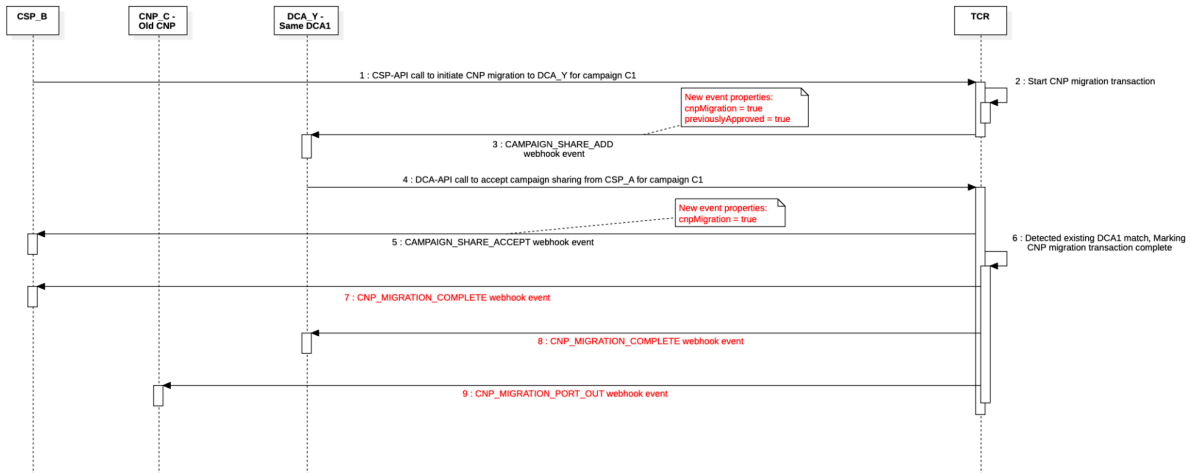 CSP_B
CNP_C -
Old CNP
DCA_Y -
Same DCA1
TCR
1 : CSP-API call to initiate CNP migration to DCA_Y for campaign C1
2 : Start CNP migration transaction
New event properties:
cnpMigration = true
previouslyApproved = true
3 : CAMPAIGN_SHARE_ADD
webhook event
4 : DCA-API call to accept campaign sharing from CSP_A for campaign C1
New event properties:
cnpMigration = true
5 : CAMPAIGN_SHARE_ACCEPT webhook event
6 : Detected existing DCA1 match, Marking
CNP migration transaction complete
7 : CNP_MIGRATION_COMPLETE webhook event
8 : CNP_MIGRATION_COMPLETE webhook event
9 : CNP_MIGRATION_PORT_OUT webhook event